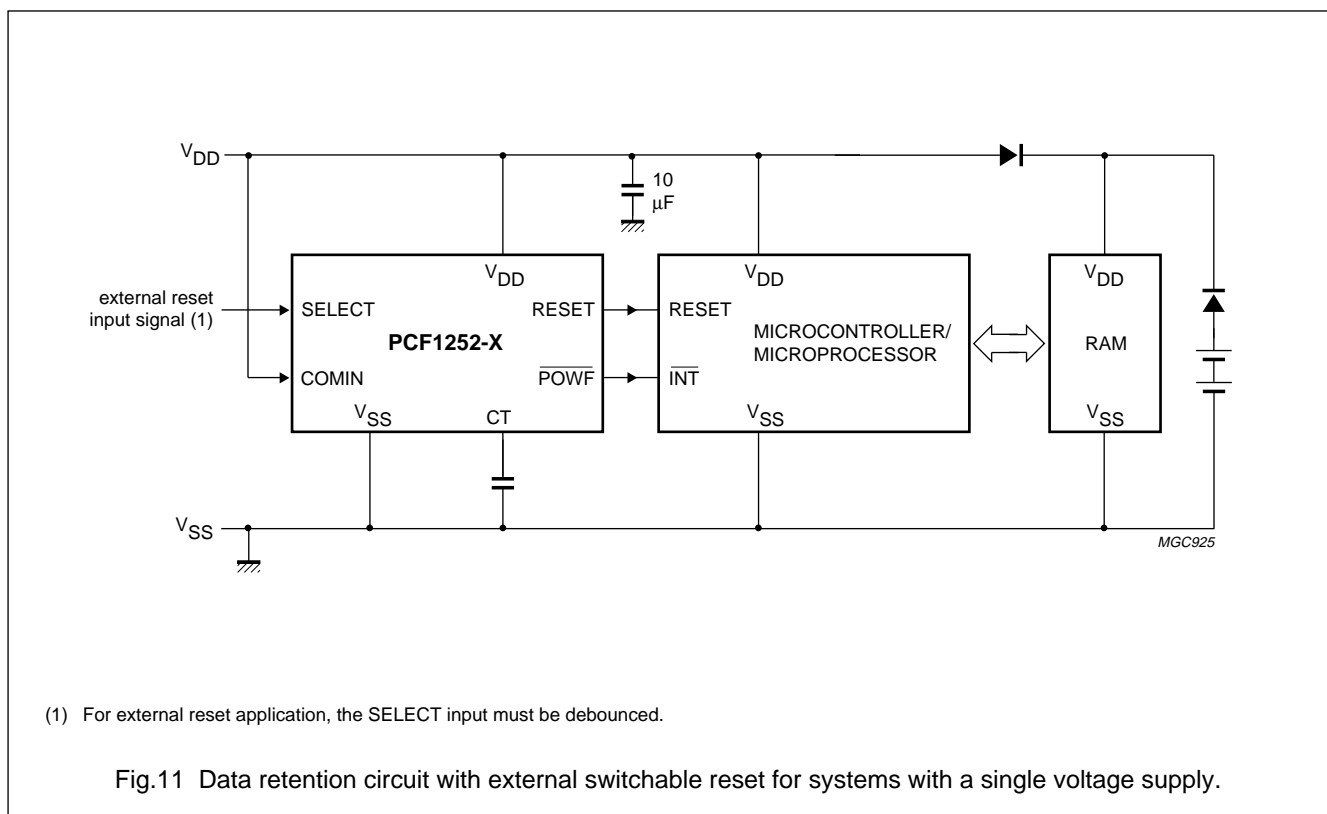 VDD
10
μF
VDD
VDD
VDD
external reset
input signal (1)
SELECT
RESET
RESET
MICROCONTROLLER/
MICROPROCESSOR
RAM
PCF1252-X
COMIN
POWF
INT
VSS
CT
VSS
VSS
VSS
MGC925
(1) For external reset application, the SELECT input must be debounced.
Fig.11 Data retention circuit with external switchable reset for systems with a single voltage supply.